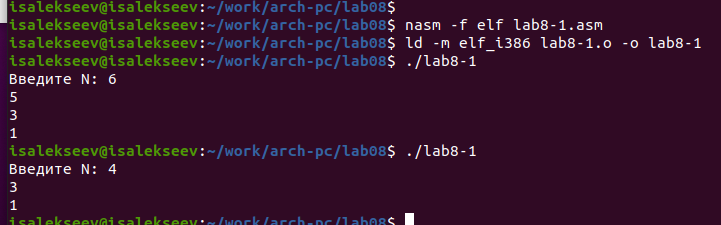 isalekseev@isalekseev:~/work/arch-pc/lab08$
isalekseev@isalekseev:~/work/arch-pc/lab08$ nasm -f elf lab8-1.asm
isalekseev@isalekseev:~/work/arch-pc/lab08$ ld -m elf_i386 lab8-1.o -o lab8-1
isalekseev@isalekseev:~/work/arch-pc/lab08$ ./lab8-1
Введите N: 6
5
3
1
isalekseev@isalekseev:~/work/arch-pc/lab08$ ./lab8-1
Введите N: 4
3
1
isalekseev@isalekseev:~/work/arch-pc/lab08$